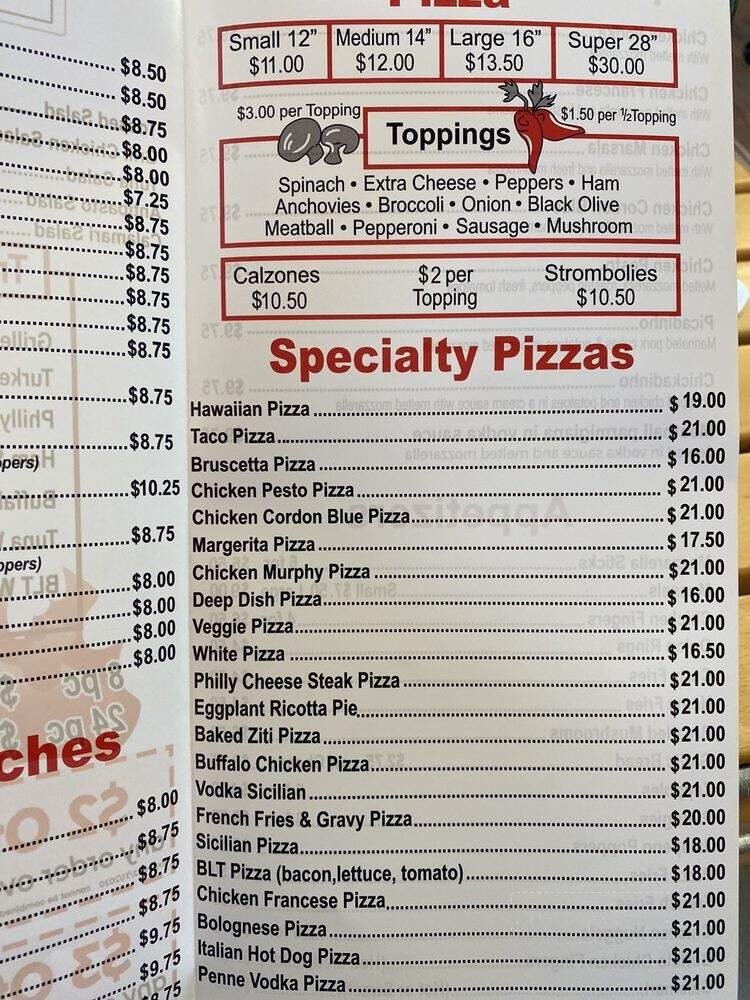 Pizza
Small 12" Medium 14" Large 16" Super 28"
$11.00 $12.00 $13.50 $30.00
$3.00 per Topping $1.50 per ½Topping
Toppings
Spinach • Extra Cheese • Peppers • Ham
Anchovies • Broccoli • Onion • Black Olive
Meatball • Pepperoni • Sausage • Mushroom
Calzones $2 per Strombolies
$10.50 Topping $10.50
Specialty Pizzas
Hawaiian Pizza $ 19.00
Taco Pizza $ 21.00
Bruscetta Pizza $ 16.00
Chicken Pesto Pizza $ 21.00
Chicken Cordon Blue Pizza $ 21.00
Margerita Pizza $ 17.50
Chicken Murphy Pizza $21.00
Deep Dish Pizza $ 16.00
Veggie Pizza $ 21.00
White Pizza $ 16.50
Philly Cheese Steak Pizza $21.00
Eggplant Ricotta Pie $21.00
Baked Ziti Pizza $21.00
Buffalo Chicken Pizza $21.00
Vodka Sicilian $21.00
French Fries & Gravy Pizza $20.00
Sicilian Pizza $18.00
BLT Pizza (bacon,lettuce, tomato) $18.00
Chicken Francese Pizza $21.00
Bolognese Pizza $21.00
Italian Hot Dog Pizza $21.00
Penne Vodka Pizza $21.00
$8.50
$8.50
$8.75
$8.00
$8.00
$7.25
$8.75
$8.75
$8.75
$8.75
$8.75
$8.75
$8.75
$8.75
ppers)
$10.25
$8.75
ppers)
$8.00
$8.00
$8.00
$8.00
ches
$8.00
$8.75
$8.75
$8.75
$9.75
$9.75